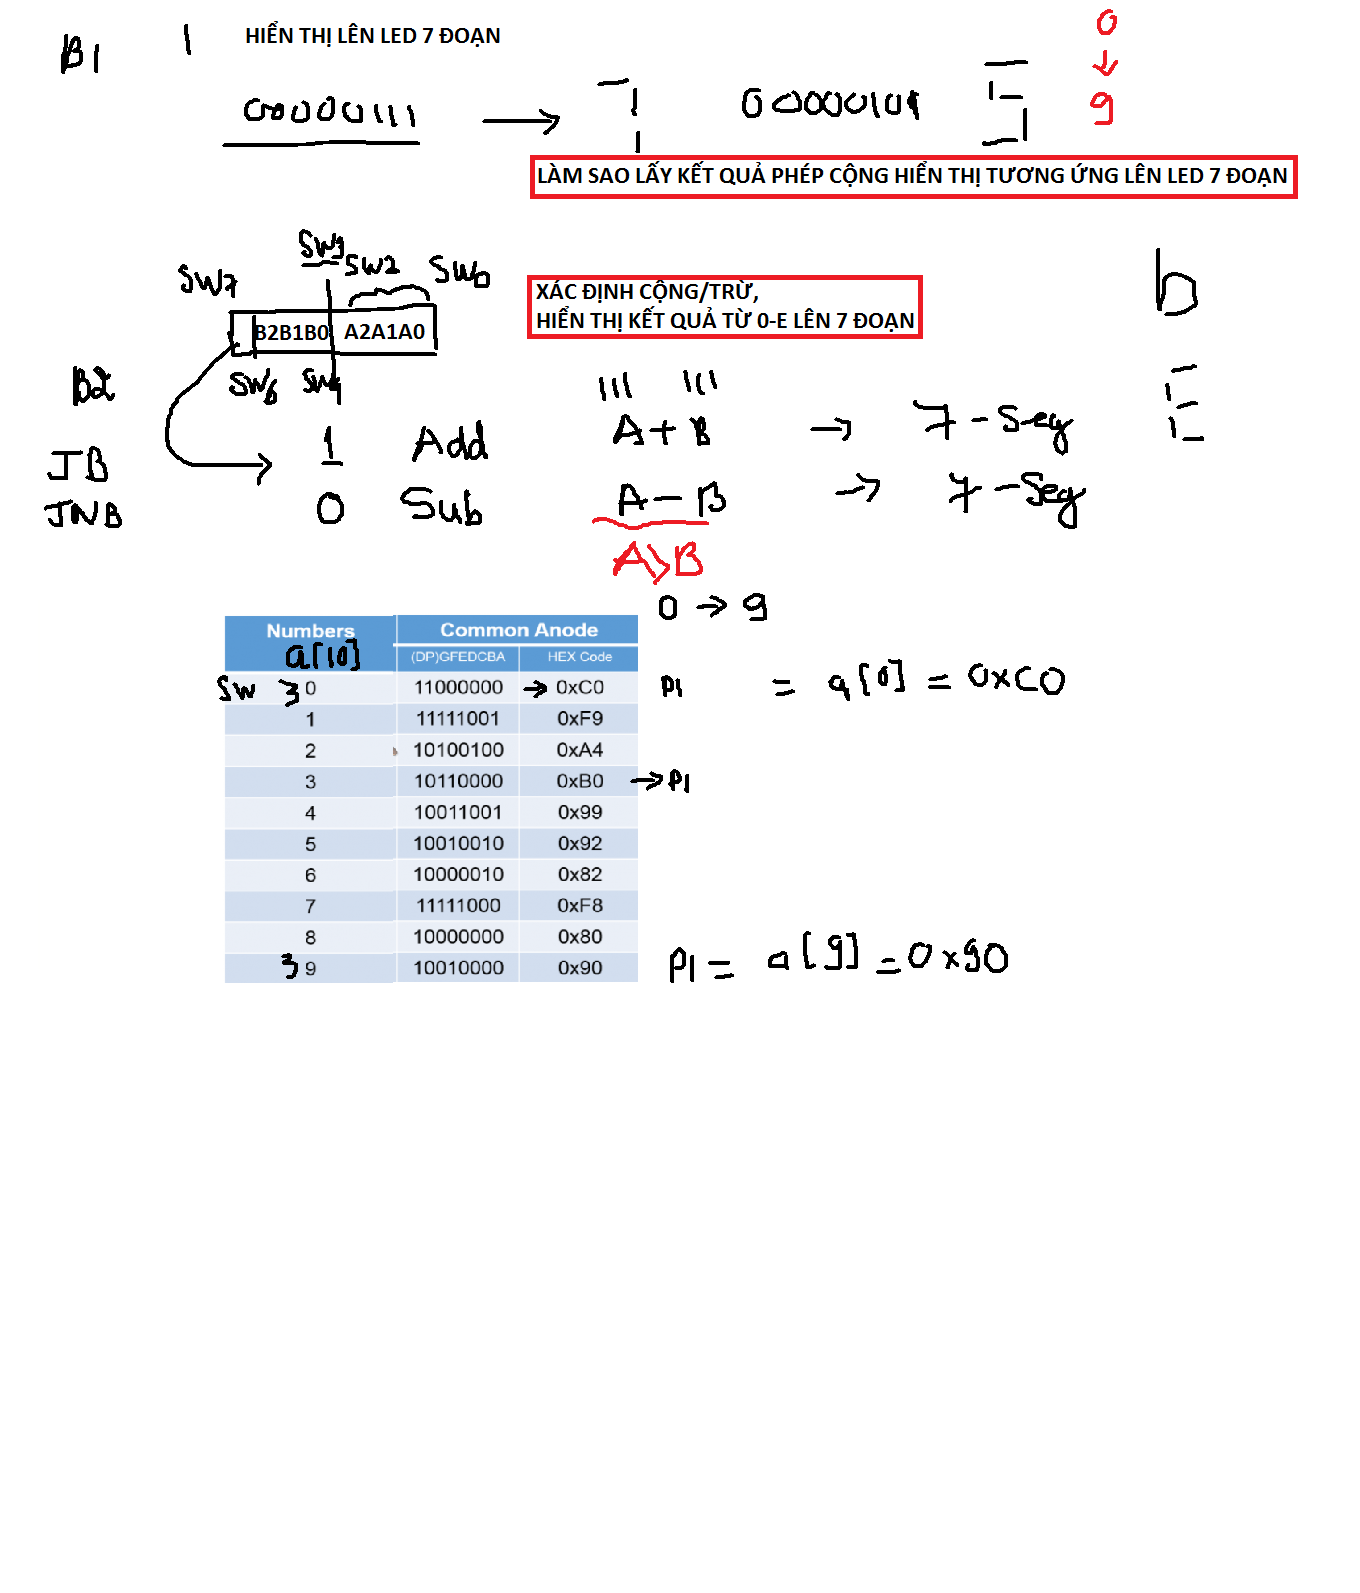 B1 1 HIỂN THỊ LÊN LED 7 ĐOẠN
0
↓
9
00000111 → 7 00000101 5
LÀM SAO LẤY KẾT QUẢ PHÉP CỘNG HIỂN THỊ TƯƠNG ỨNG LÊN LED 7 ĐOẠN
SW3
SW7 SW2 SW0
XÁC ĐỊNH CỘNG/TRỪ,
HIỂN THỊ KẾT QUẢ TỪ 0-E LÊN 7 ĐOẠN
b
B2B1B0 A2A1A0
B2 SW6 SW4 111 111 E
JB 1 Add A + B → 7-Seg
JNB 0 Sub A - B → 7-Seg
A>B
0 → 9
Numbers Common Anode
a[10] (DP)GFEDCBA HEX Code
SW 3 0 11000000 → 0xC0 P1 = a[0] = 0xC0
1 11111001 0xF9
2 10100100 0xA4
3 10110000 0xB0 → P1
4 10011001 0x99
5 10010010 0x92
6 10000010 0x82
7 11111000 0xF8
8 10000000 0x80
3 9 10010000 0x90 P1 = a[9] = 0x90